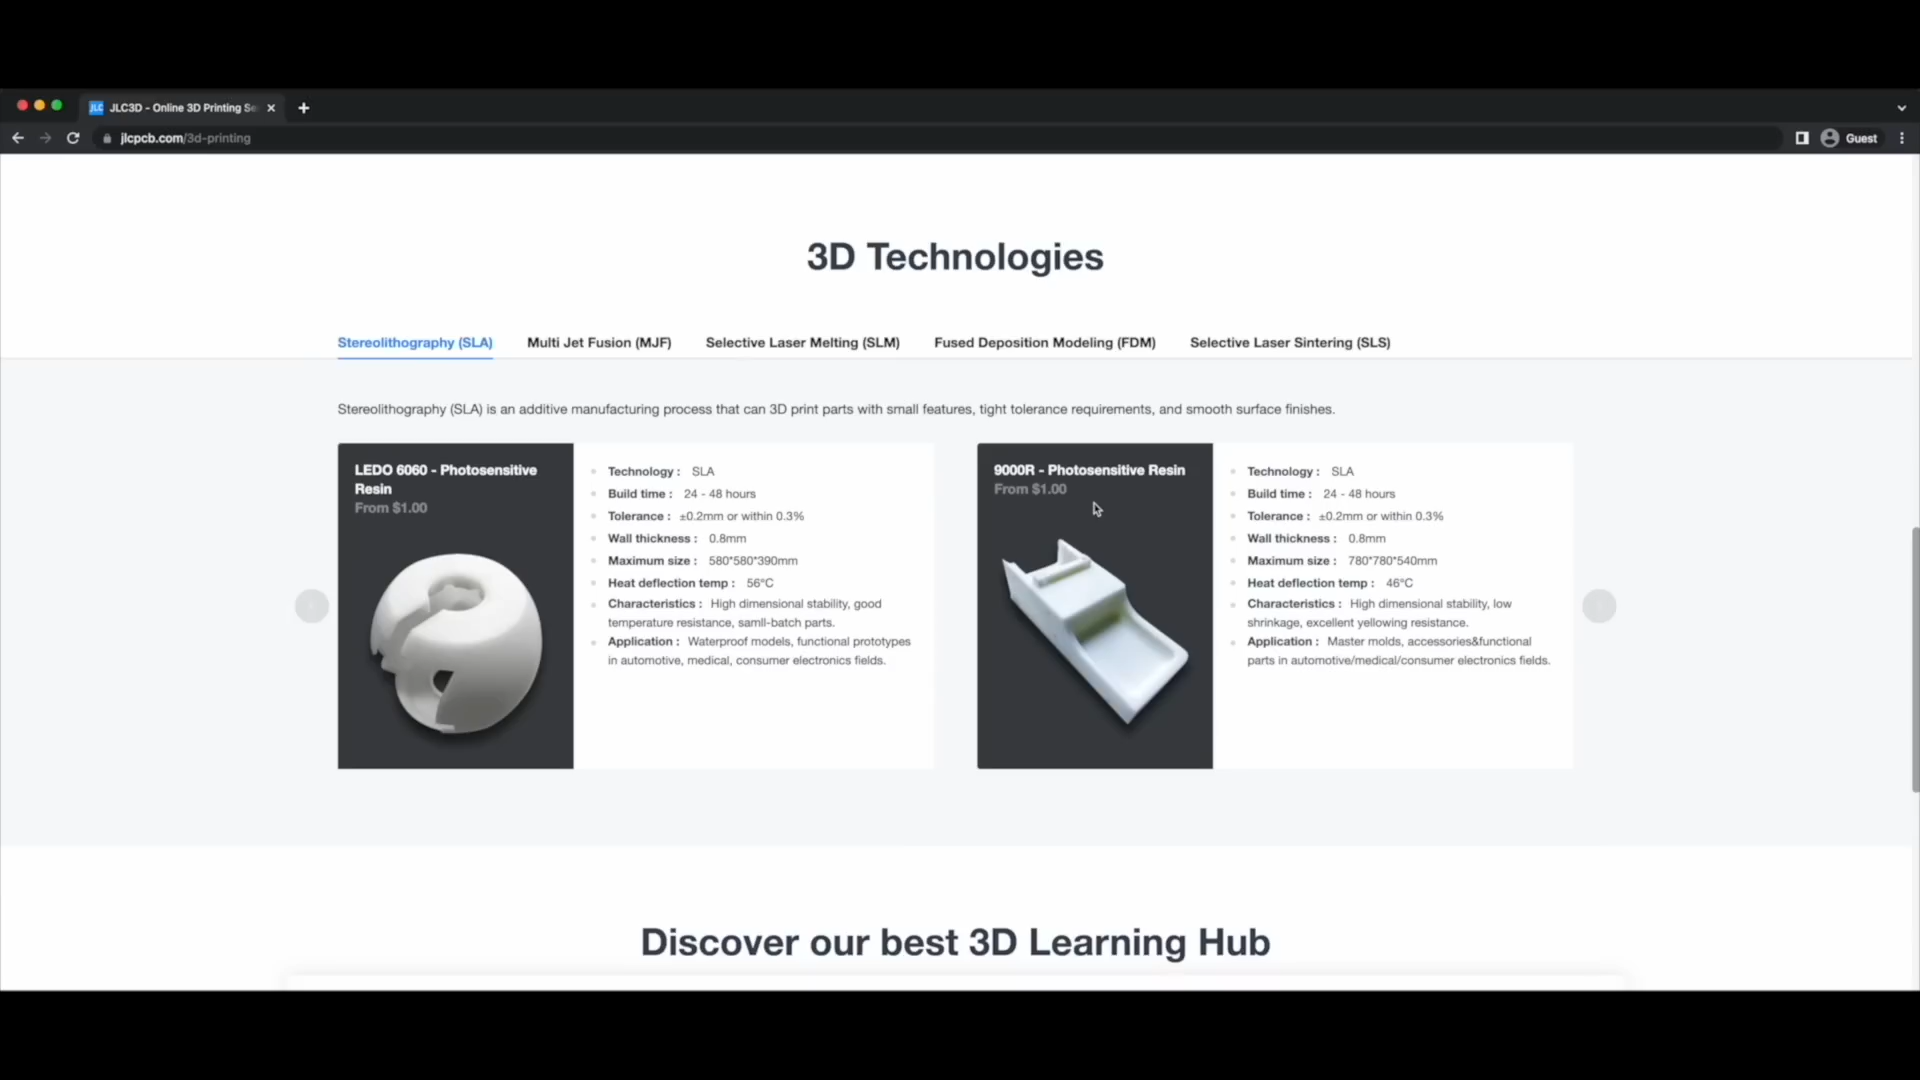 JLC JLC3D - Online 3D Printing Se
jlcpcb.com/3d-printing
Guest
3D Technologies
Stereolithography (SLA)
Multi Jet Fusion (MJF)
Selective Laser Melting (SLM)
Fused Deposition Modeling (FDM)
Selective Laser Sintering (SLS)
Stereolithography (SLA) is an additive manufacturing process that can 3D print parts with small features, tight tolerance requirements, and smooth surface finishes.
LEDO 6060 - Photosensitive
Resin
From $1.00
Technology : SLA
Build time : 24 - 48 hours
Tolerance : ±0.2mm or within 0.3%
Wall thickness : 0.8mm
Maximum size : 580*580*390mm
Heat deflection temp : 56°C
Characteristics : High dimensional stability, good
temperature resistance, samll-batch parts.
Application : Waterproof models, functional prototypes
in automotive, medical, consumer electronics fields.
9000R - Photosensitive Resin
From $1.00
Technology : SLA
Build time : 24 - 48 hours
Tolerance : ±0.2mm or within 0.3%
Wall thickness : 0.8mm
Maximum size : 780*780*540mm
Heat deflection temp : 46°C
Characteristics : High dimensional stability, low
shrinkage, excellent yellowing resistance.
Application : Master molds, accessories&functional
parts in automotive/medical/consumer electronics fields.
Discover our best 3D Learning Hub